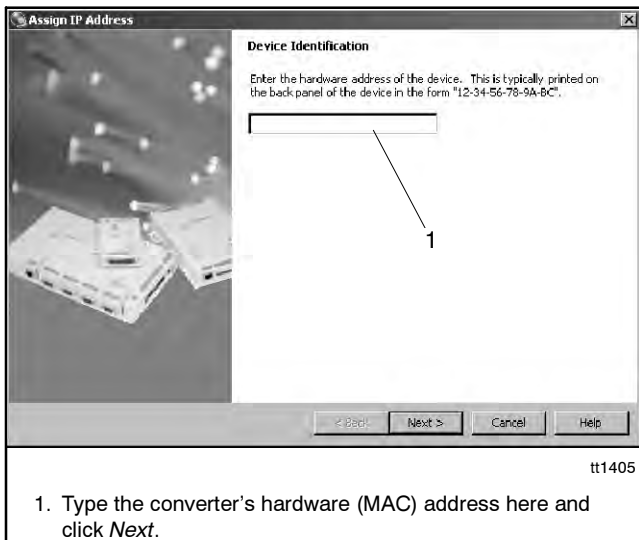 Assign IP Address
Device Identification
Enter the hardware address of the device. This is typically printed on
the back panel of the device in the form "12-34-56-78-9A-BC".
1
< Back
Next >
Cancel
Help
tt1405
1. Type the converter's hardware (MAC) address here and
click Next.